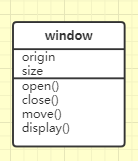 window
origin
size
open()
close()
move()
display()